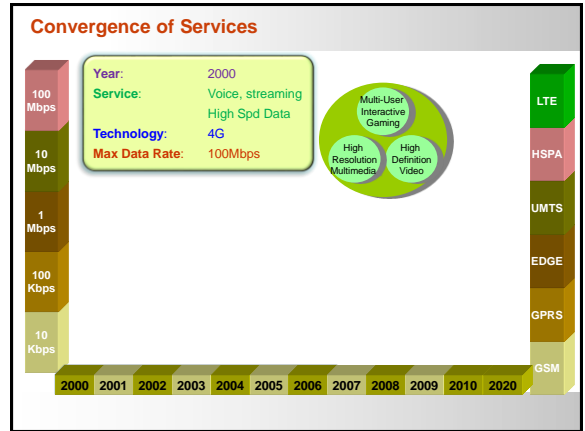 Convergence of Services
Year: 2000
Service: Voice, streaming
High Spd Data
Technology: 4G
Max Data Rate: 100Mbps
Multi-User
Interactive
Gaming
High
Resolution
Multimedia
High
Definition
Video
100
Mbps
10
Mbps
1
Mbps
100
Kbps
10
Kbps
LTE
HSPA
UMTS
EDGE
GPRS
GSM
2000 2001 2002 2003 2004 2005 2006 2007 2008 2009 2010 2020